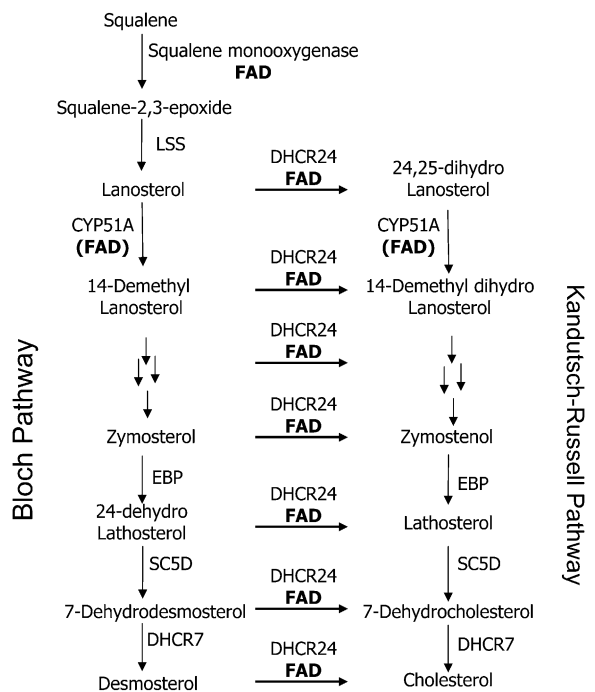 Squalene
Squalene monooxygenase
FAD
Squalene-2,3-epoxide
LSS
Lanosterol
DHCR24
FAD
24,25-dihydro
Lanosterol
CYP51A
(FAD)
CYP51A
(FAD)
14-Demethyl
Lanosterol
DHCR24
FAD
14-Demethyl dihydro
Lanosterol
DHCR24
FAD
Zymosterol
DHCR24
FAD
Zymostenol
EBP
EBP
24-dehydro
Lathosterol
DHCR24
FAD
Lathosterol
SC5D
SC5D
7-Dehydrodesmosterol
DHCR24
FAD
7-Dehydrocholesterol
DHCR7
DHCR7
Desmosterol
DHCR24
FAD
Cholesterol
Bloch Pathway
Kandutsch-Russell Pathway